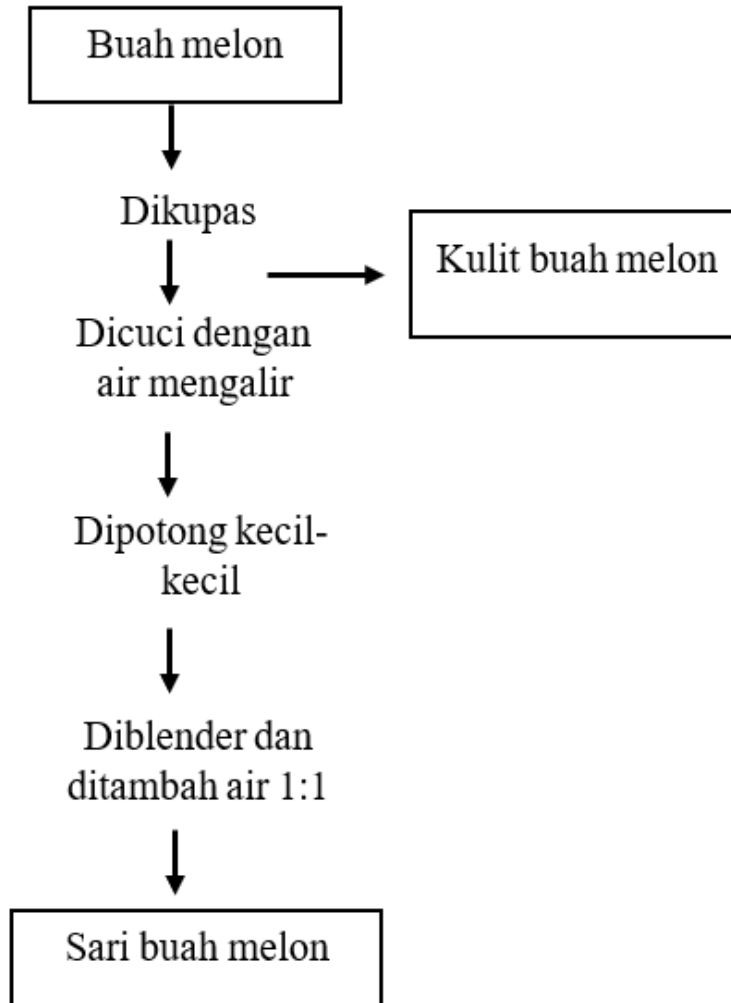 Buah melon
Dikupas
Kulit buah melon
Dicuci dengan
air mengalir
Dipotong kecil-
kecil
Diblender dan
ditambah air 1:1
Sari buah melon